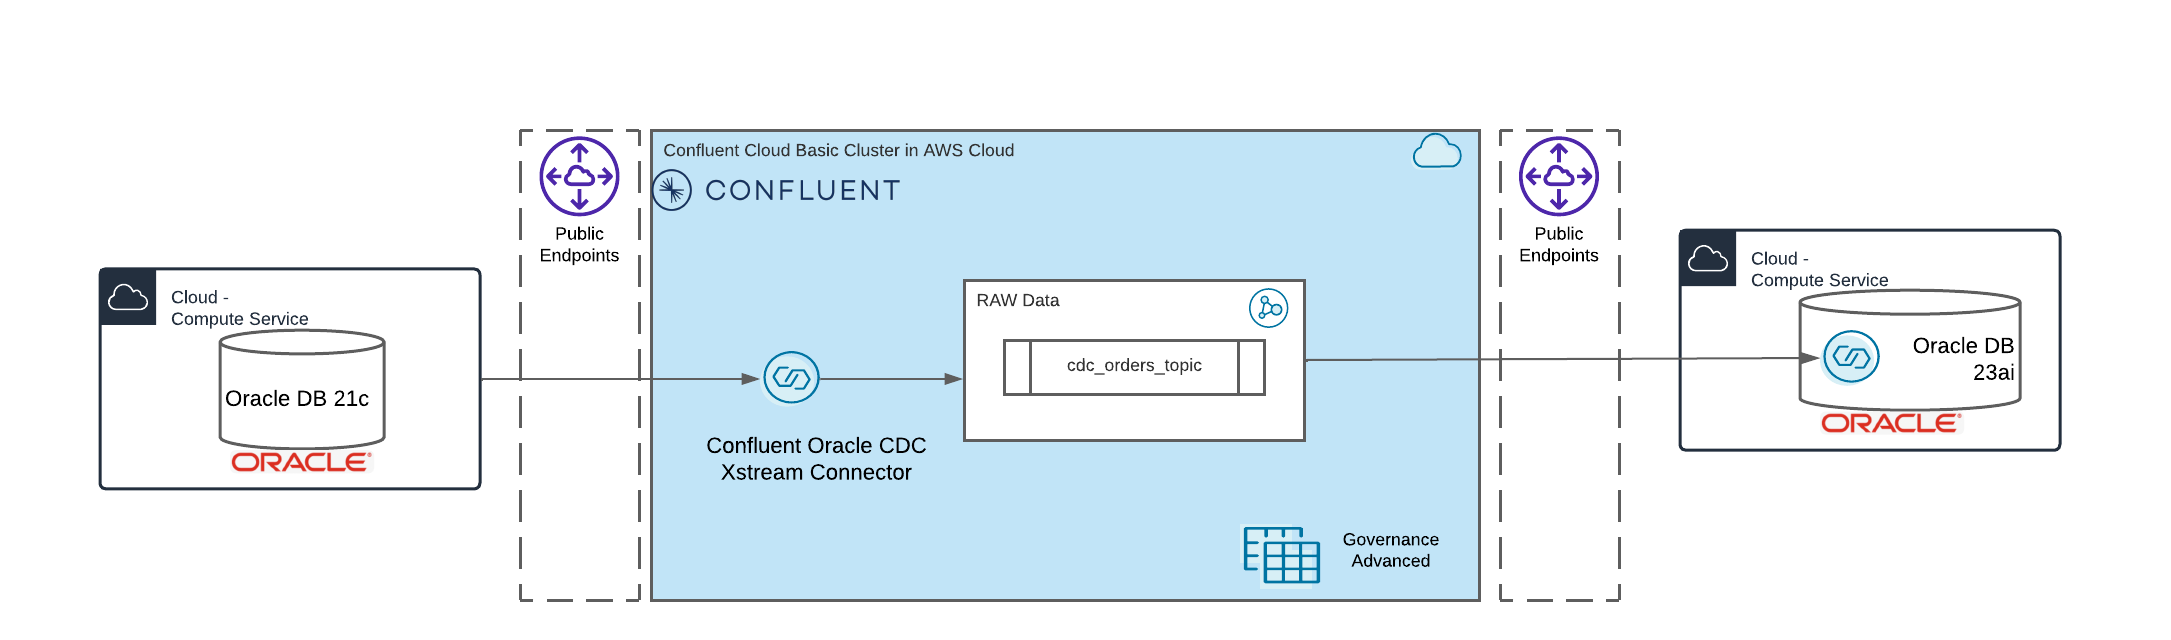 Cloud -
Compute Service
Oracle DB 21c
ORACLE
Public
Endpoints
Confluent Cloud Basic Cluster in AWS Cloud
CONFLUENT
Confluent Oracle CDC
Xstream Connector
RAW Data
cdc_orders_topic
Governance
Advanced
Public
Endpoints
Cloud -
Compute Service
Oracle DB
23ai
ORACLE